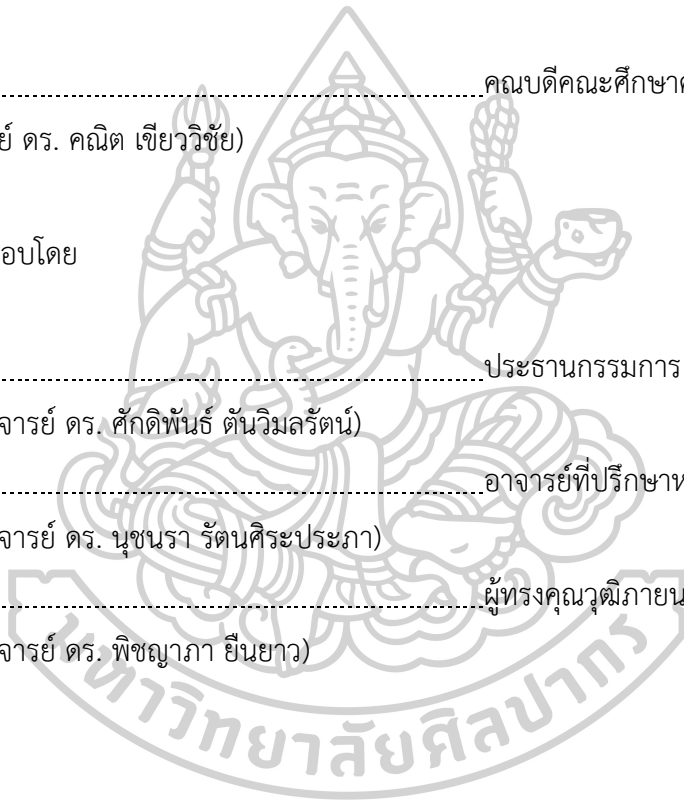 คณบดีคณะศึกษาศ
ย์ ดร. คณิต เขียววิชัย)
อบโดย
ประธานกรรมการ
จารย์ ดร. ศักดิพันธ์ ตันวิมลรัตน์)
อาจารย์ที่ปรึกษาห
จารย์ ดร. นุชนรา รัตนศิระประภา)
ผู้ทรงคุณวุฒิภายน
จารย์ ดร. พิชญาภา ยืนยาว)
มหาวิทยาลัยศิลปากร